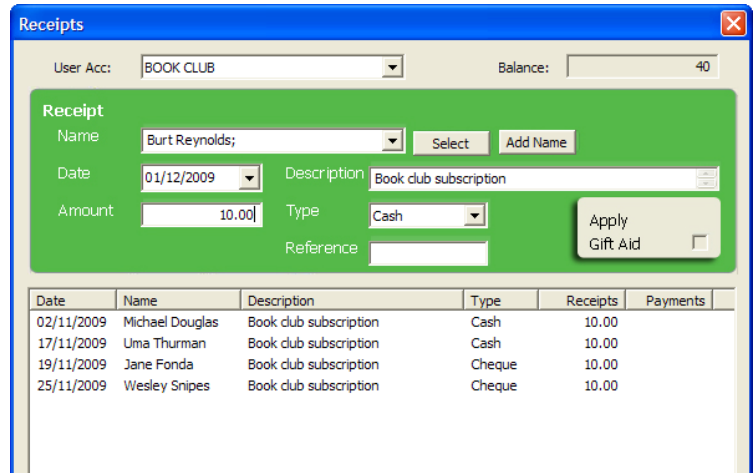 Receipts
User Acc: BOOK CLUB Balance: 40
Receipt
Name Burt Reynolds; Select Add Name
Date 01/12/2009 Description Book club subscription
Amount 10.00 Type Cash Apply
Gift Aid
Reference
Date Name Description Type Receipts Payments
02/11/2009 Michael Douglas Book club subscription Cash 10.00
17/11/2009 Uma Thurman Book club subscription Cash 10.00
19/11/2009 Jane Fonda Book club subscription Cheque 10.00
25/11/2009 Wesley Snipes Book club subscription Cheque 10.00